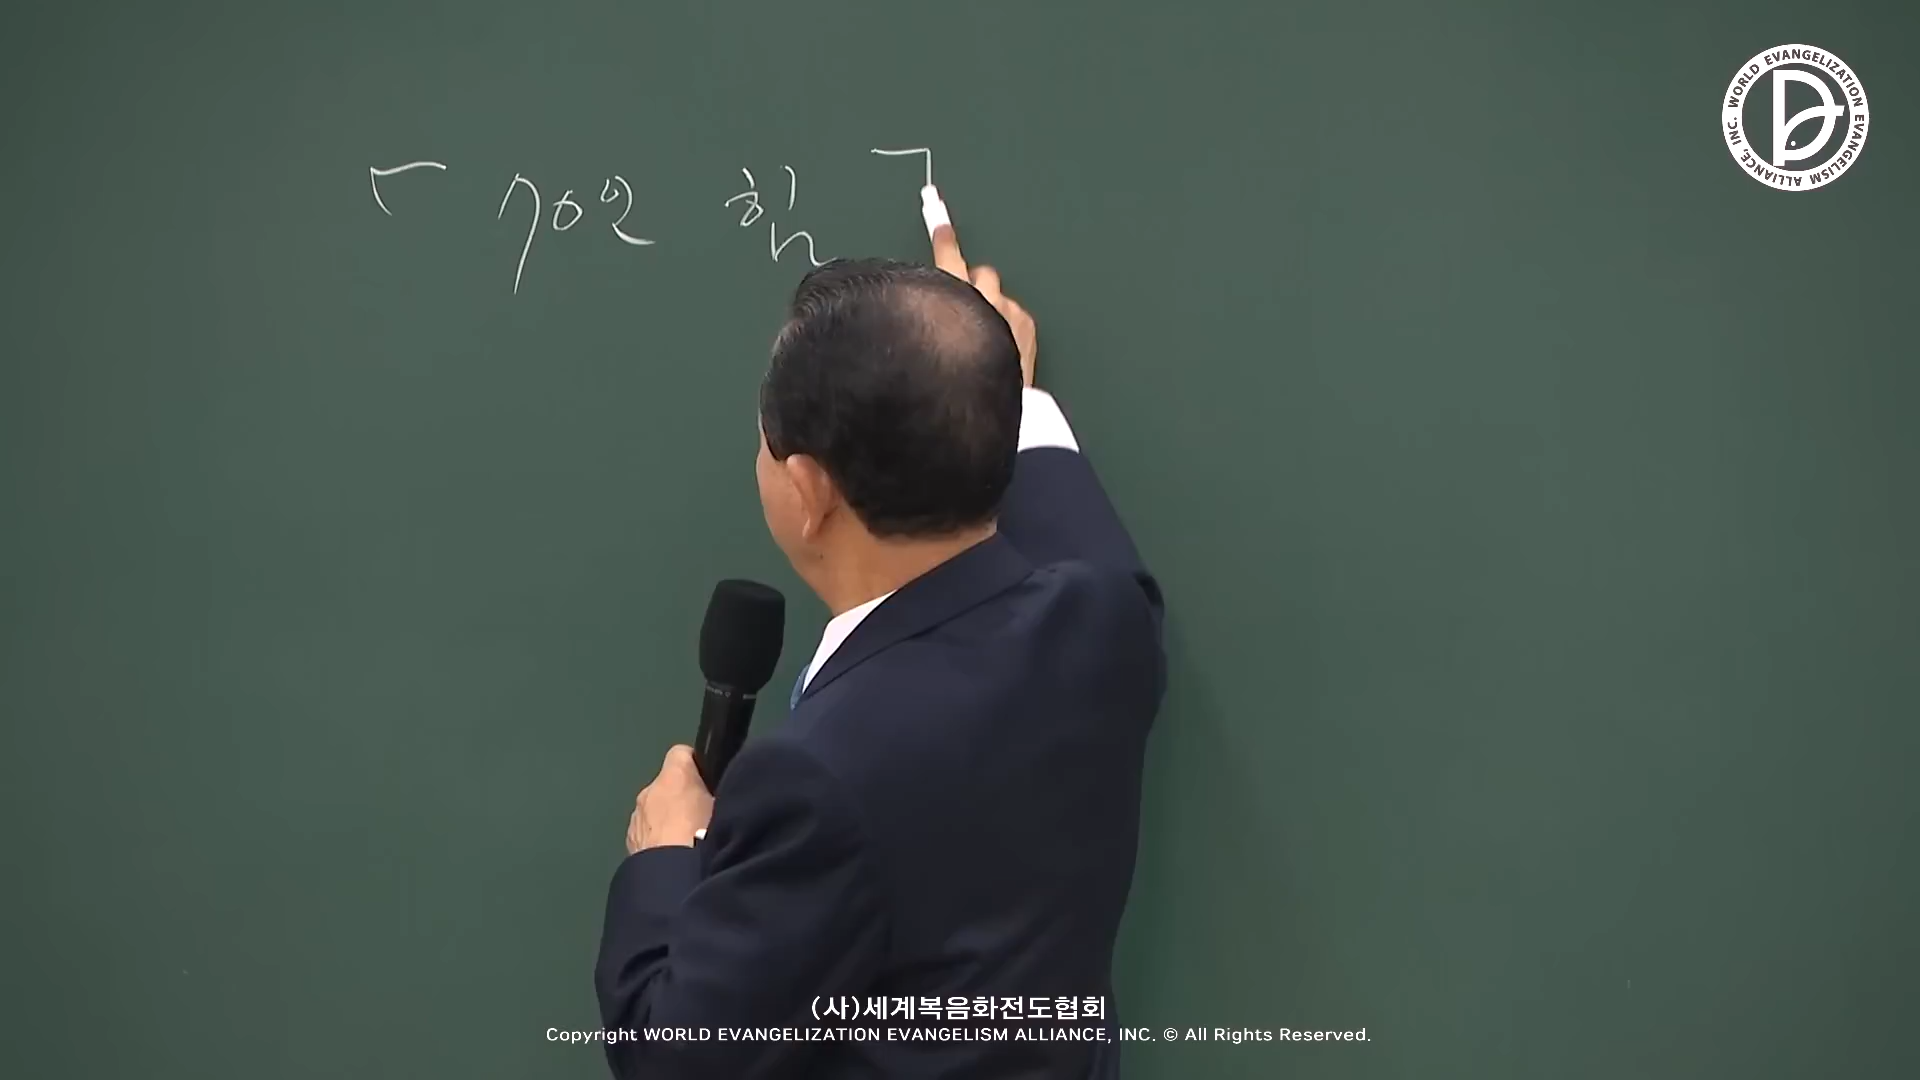 「 70인 힘 ㄱ
WORLD EVANGELIZATION EVANGELISM ALLIANCE, INC.
(사)세계복음화전도협회
Copyright WORLD EVANGELIZATION EVANGELISM ALLIANCE, INC. © All Rights Reserved.